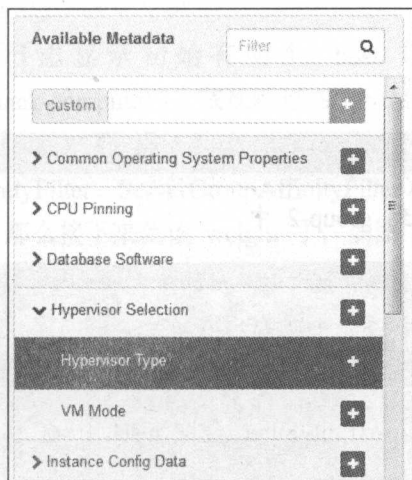 Available Metadata
Filter
Custom
Common Operating System Properties
CPU Pinning
Database Software
Hypervisor Selection
Hypervisor Type
VM Mode
Instance Config Data